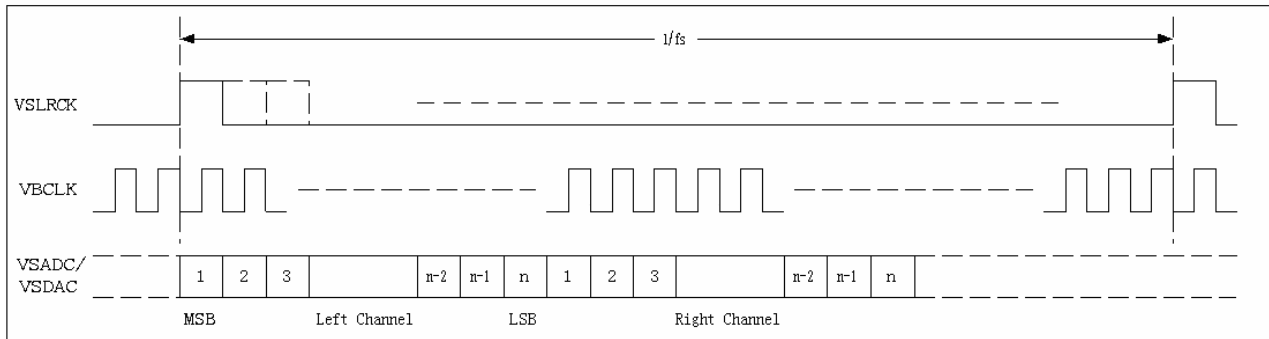 1/fs
VSLRCK
VBCLK
VSADC/
VSDAC
1 2 3 n-2 n-1 n 1 2 3 n-2 n-1 n
MSB Left Channel LSB Right Channel